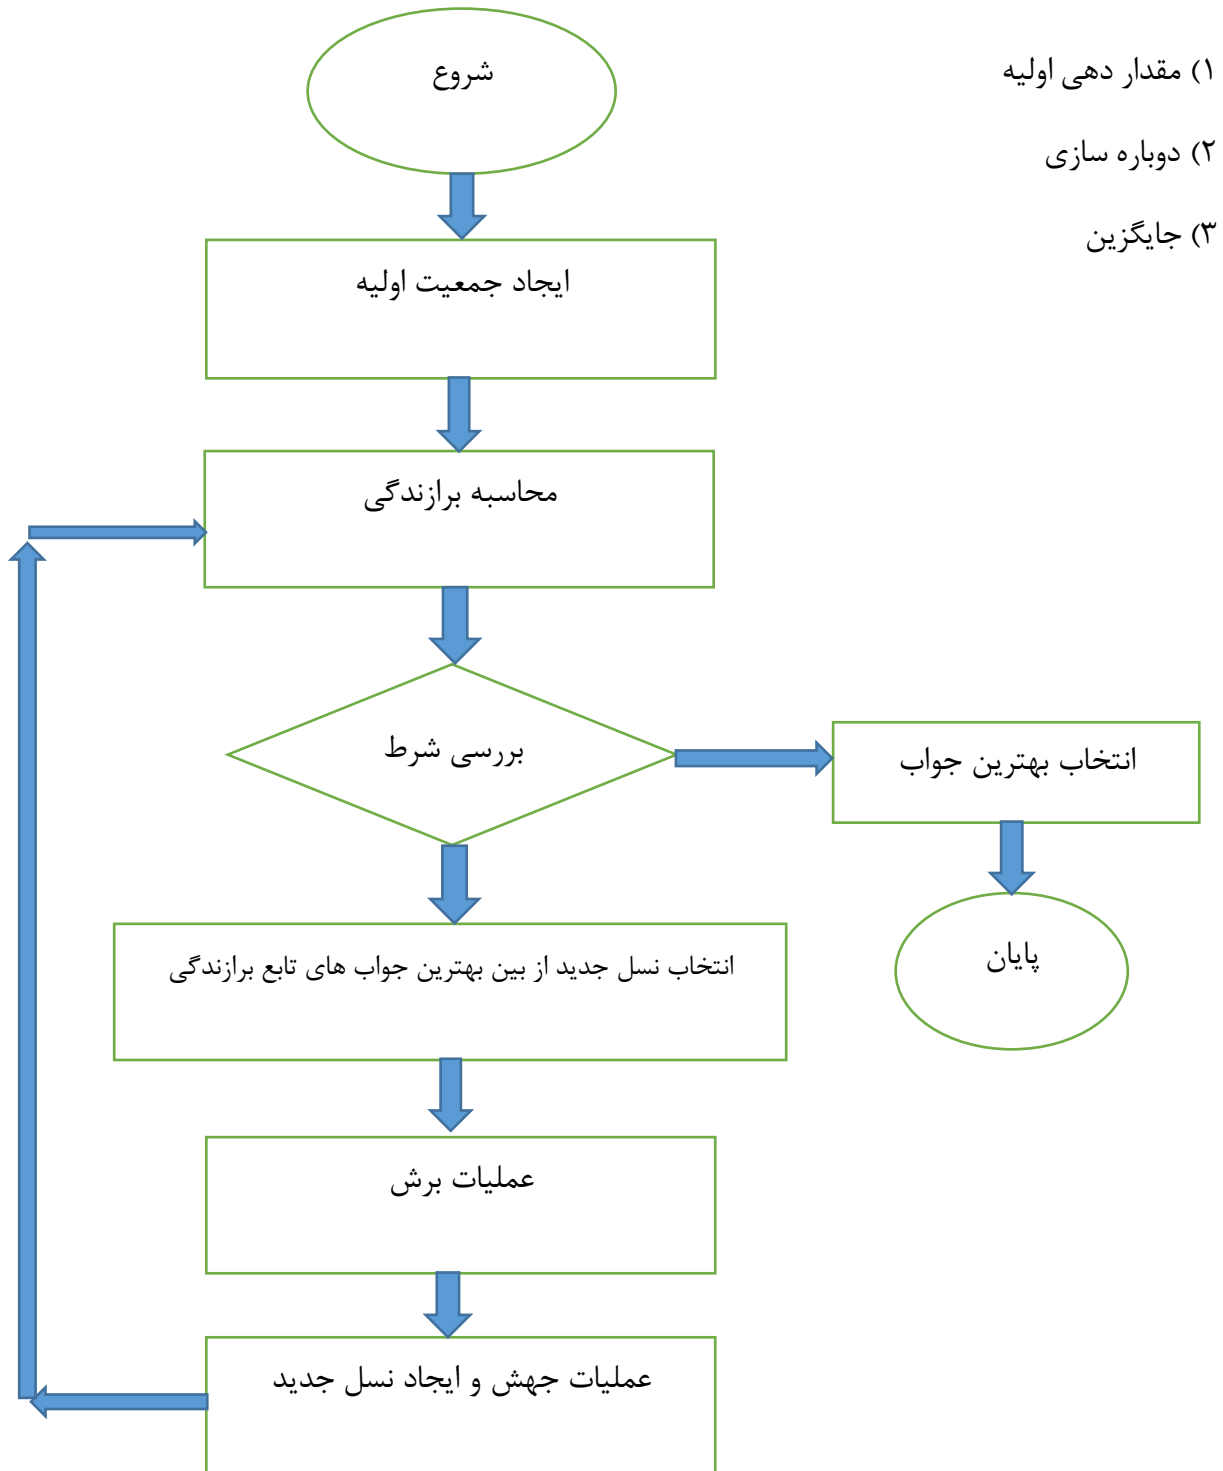 ۱) مقدار دهی اولیه
۲) دوباره سازی
۳) جایگزین
شروع
ایجاد جمعیت اولیه
محاسبه برازندگی
بررسی شرط
انتخاب بهترین جواب
پایان
انتخاب نسل جدید از بین بهترین جواب های تابع برازندگی
عملیات برش
عملیات جهش و ایجاد نسل جدید